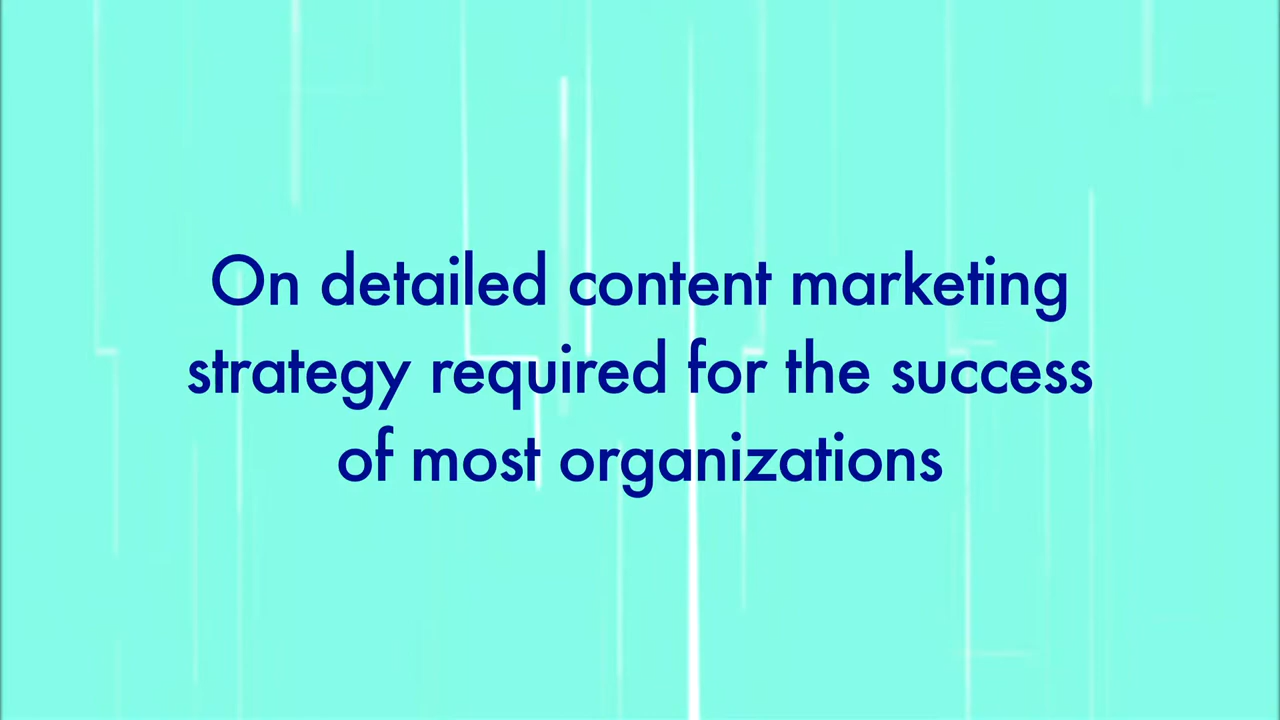 On detailed content marketing
strategy required for the success
of most organizations